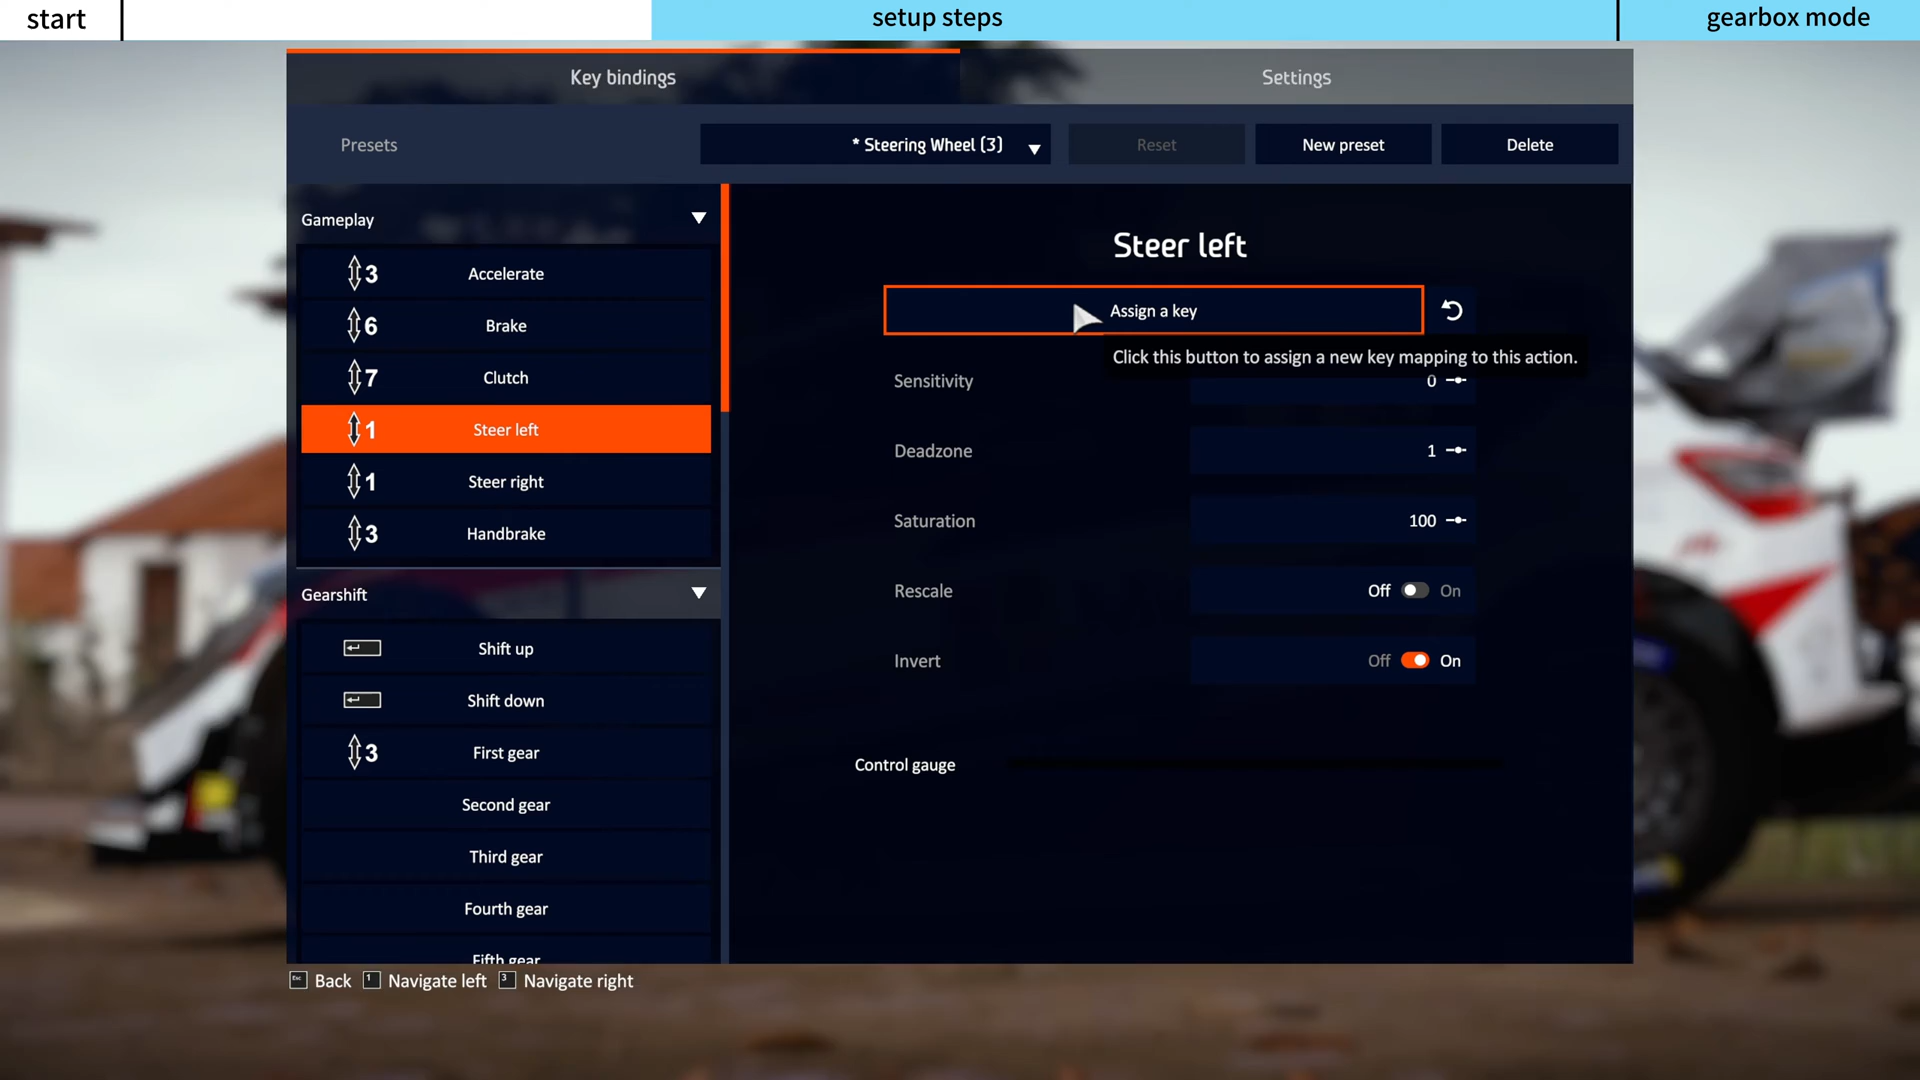 start
setup steps
gearbox mode
Key bindings
Settings
Presets
* Steering Wheel (3)
Reset
New preset
Delete
Gameplay
3 Accelerate
6 Brake
7 Clutch
1 Steer left
1 Steer right
3 Handbrake
Gearshift
Shift up
Shift down
3 First gear
Second gear
Third gear
Fourth gear
Fifth gear
Steer left
Assign a key
Click this button to assign a new key mapping to this action.
Sensitivity 0
Deadzone 1
Saturation 100
Rescale Off On
Invert Off On
Control gauge
Esc Back 1 Navigate left 3 Navigate right